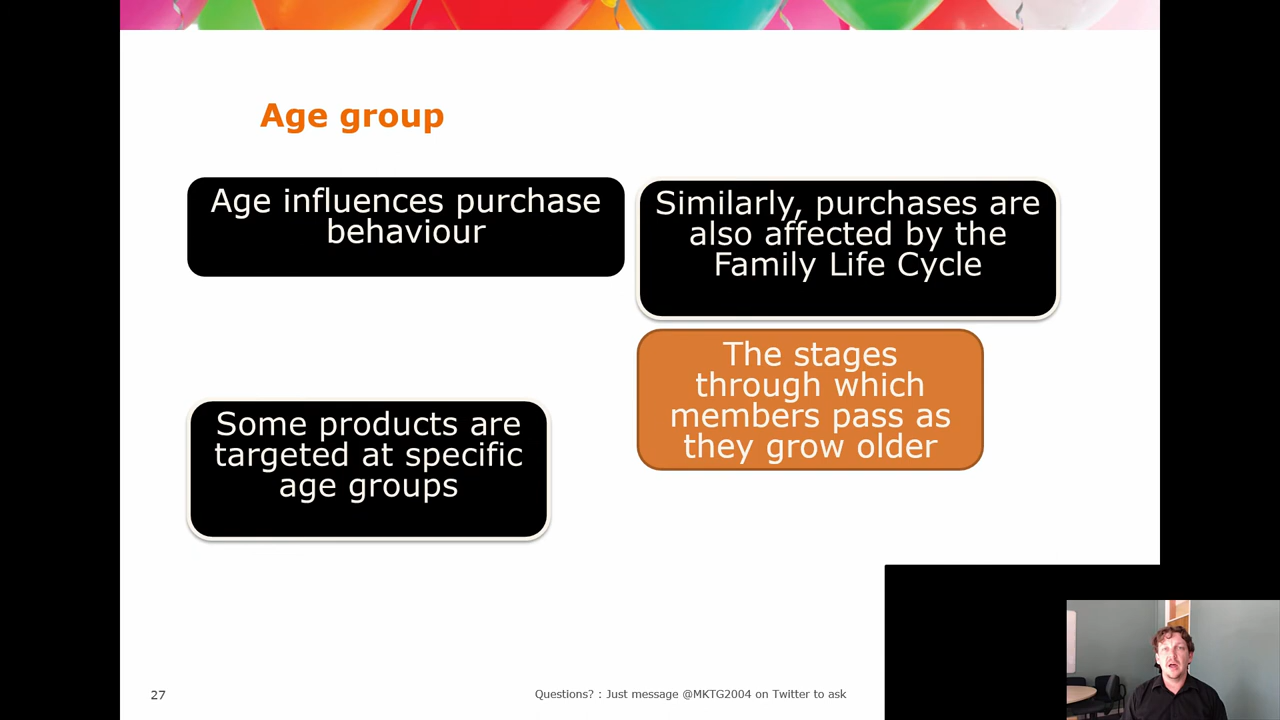 Age group
Age influences purchase
behaviour
Similarly, purchases are
also affected by the
Family Life Cycle
The stages
through which
members pass as
they grow older
Some products are
targeted at specific
age groups
27
Questions? : Just message @MKTG2004 on Twitter to ask